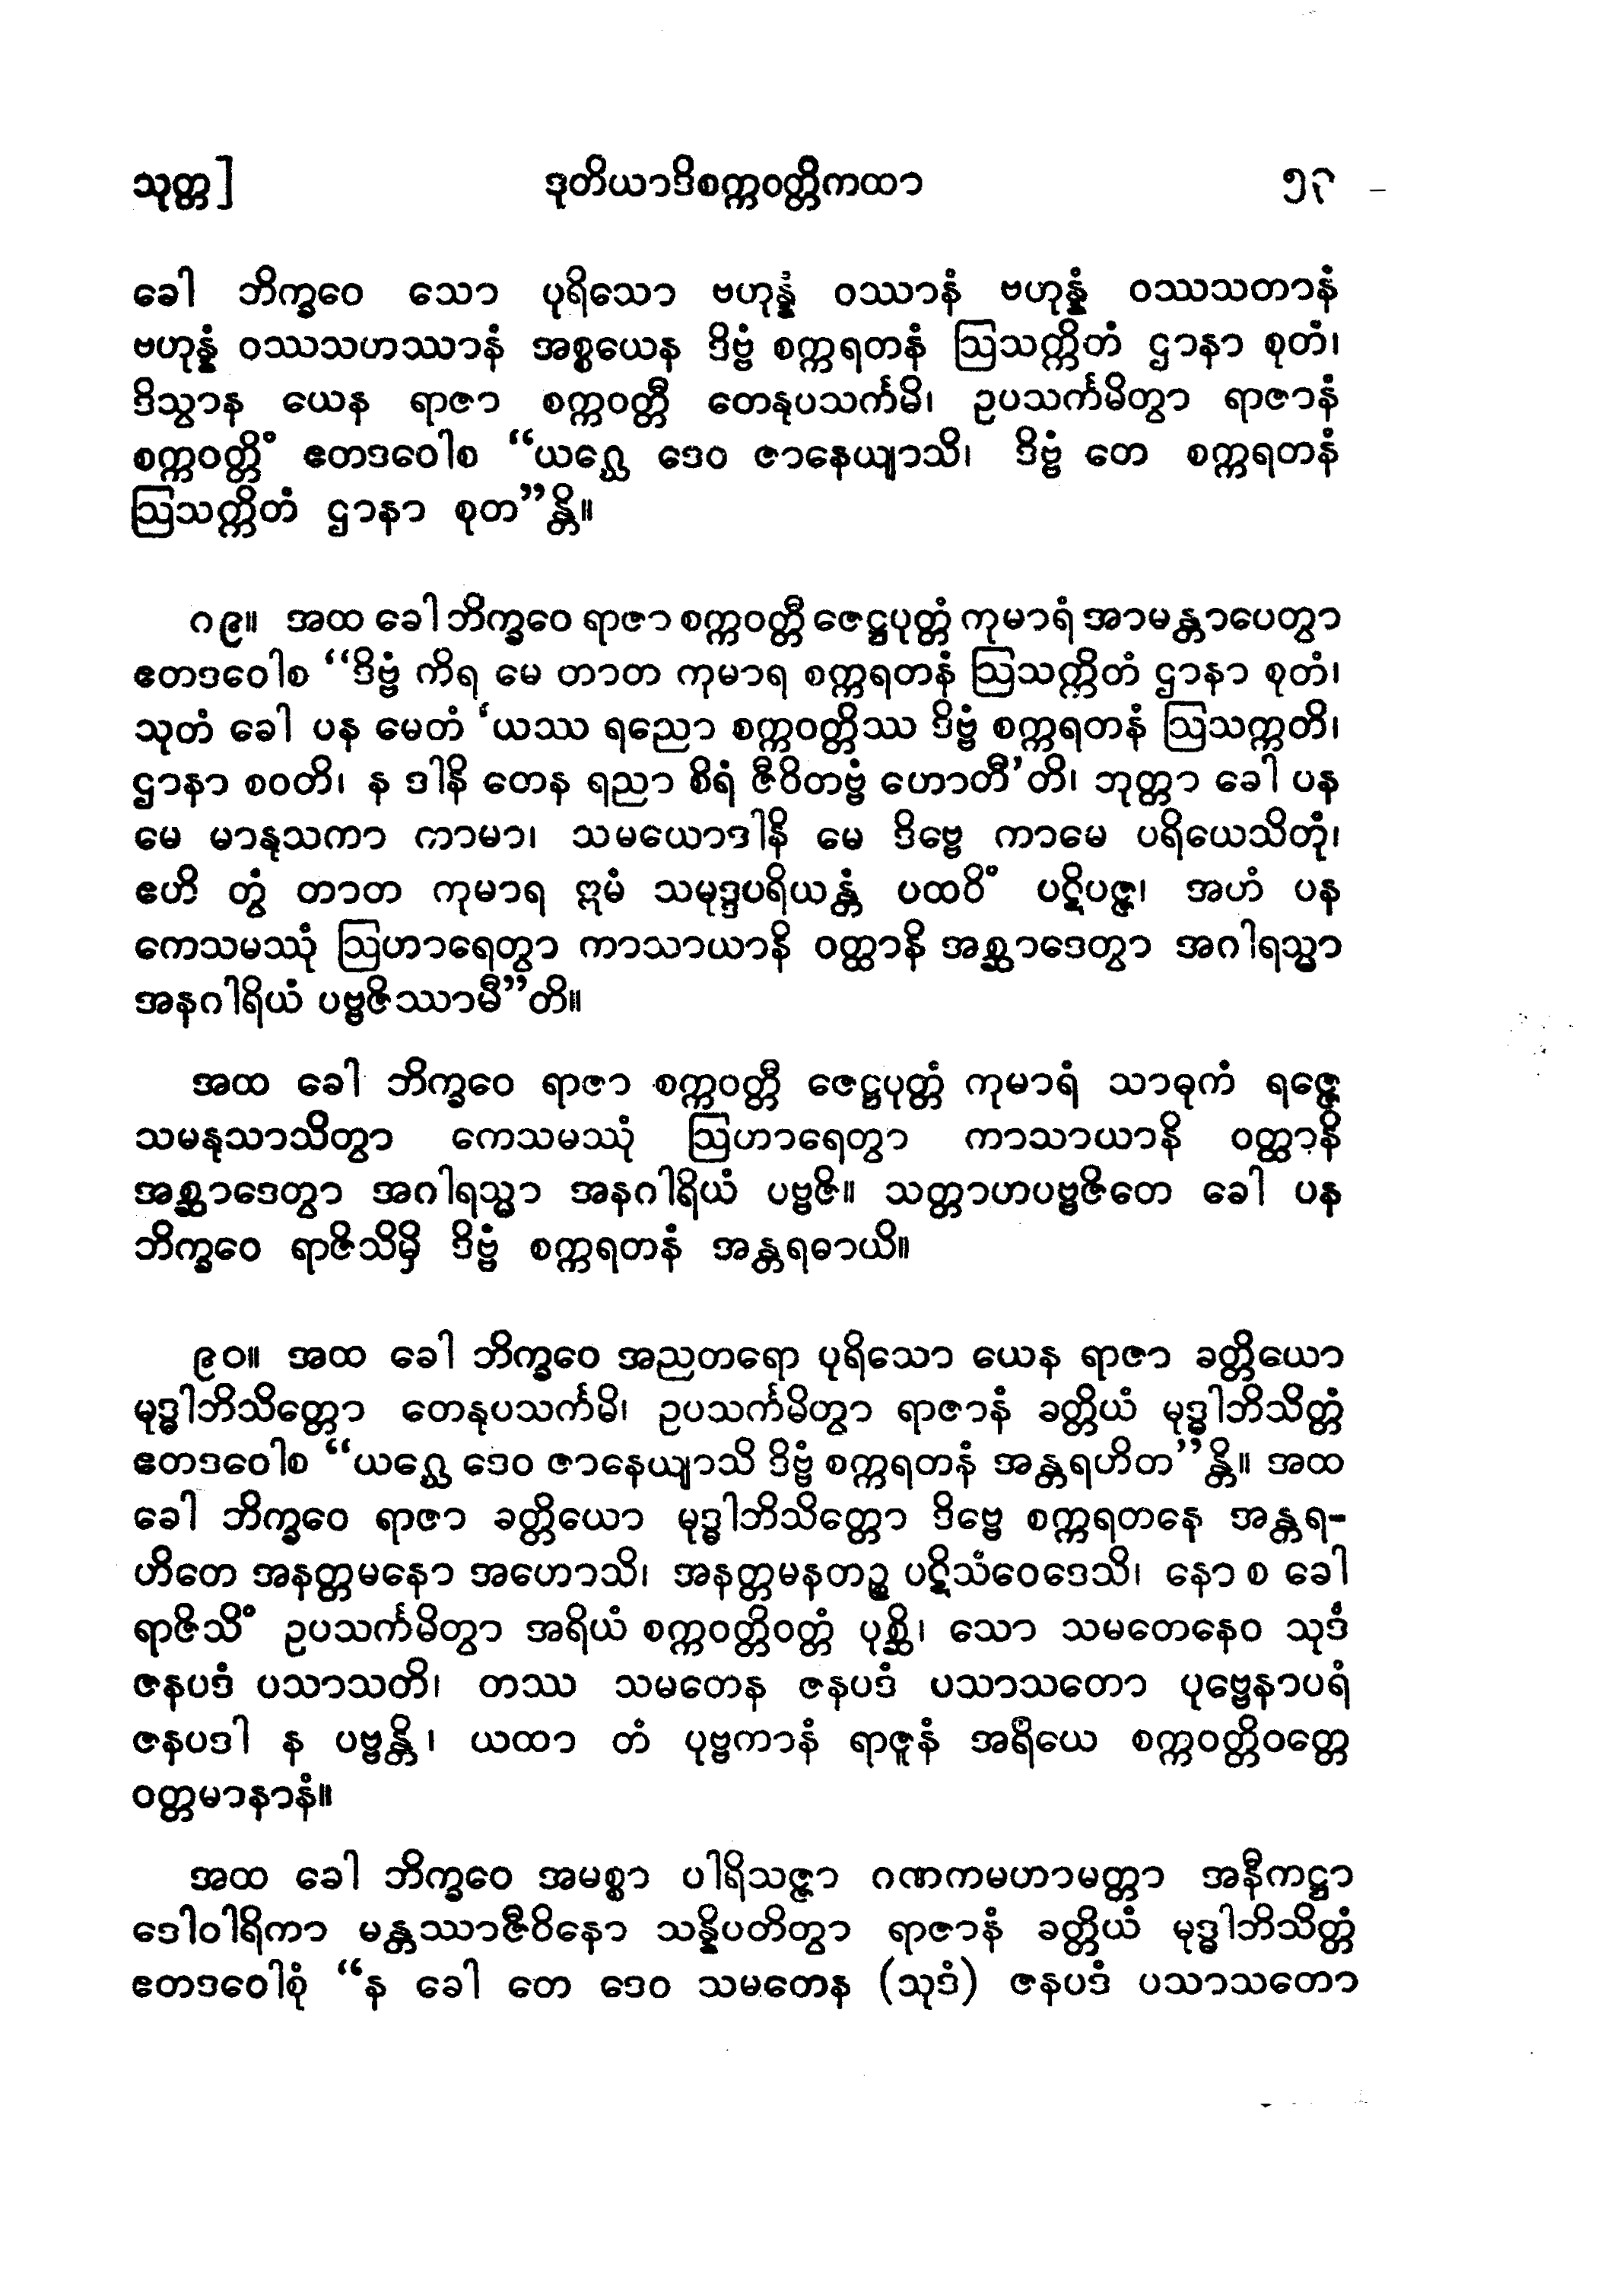 သုတ္တ]	ဒုတိယာဒိစက္ကဝတ္တိကထာ	၅၃
ခေါ ဘိက္ခဝေ သော ပုရိသော ဗဟုန္နံ ဝဿာနံ ဗဟုန္နံ ဝဿသတာနံ
ဗဟုန္နံ ဝဿသဟဿာနံ အစ္စယေန ဒိဗ္ဗံ စက္ကရတနံ ဩသက္ကိတံ ဌာနာ စုတံ၊
ဒိသွာန ယေန ရာဇာ စက္ကဝတ္တီ တေနုပသင်္ကမိ၊ ဥပသင်္ကမိတွာ ရာဇာနံ
စက္ကဝတ္တိံ ဧတဒဝေါစ “ယဂ္ဃေ ဒေဝ ဇာနေယျာသိ၊ ဒိဗ္ဗံ တေ စက္ကရတနံ
ဩသက္ကိတံ ဌာနာ စုတ”န္တိ။
၈၉။ အထ ခေါ ဘိက္ခဝေ ရာဇာ စက္ကဝတ္တီ ဇေဋ္ဌပုတ္တံ ကုမာရံ အာမန္တာပေတွာ
ဧတဒဝေါစ “ဒိဗ္ဗံ ကိရ မေ တာတ ကုမာရ စက္ကရတနံ ဩသက္ကိတံ ဌာနာ စုတံ၊
သုတံ ခေါ ပန မေတံ ‘ယဿ ရညော စက္ကဝတ္တိဿ ဒိဗ္ဗံ စက္ကရတနံ ဩသက္ကတိ၊
ဌာနာ စဝတိ၊ န ဒါနိ တေန ရညာ စိရံ ဇီဝိတဗ္ဗံ ဟောတီ’တိ၊ ဘုတ္တာ ခေါ ပန
မေ မာနုသကာ ကာမာ၊ သမယောဒါနိ မေ ဒိဗ္ဗေ ကာမေ ပရိယေသိတုံ၊
ဧဟိ တွံ တာတ ကုမာရ ဣမံ သမုဒ္ဒပရိယန္တံ ပထဝိံ ပဋိပဇ္ဇ၊ အဟံ ပန
ကေသမဿုံ ဩဟာရေတွာ ကာသာယာနိ ဝတ္ထာနိ အစ္ဆာဒေတွာ အဂါရသ္မာ
အနဂါရိယံ ပဗ္ဗဇိဿာမီ”တိ။
အထ ခေါ ဘိက္ခဝေ ရာဇာ စက္ကဝတ္တီ ဇေဋ္ဌပုတ္တံ ကုမာရံ သာဓုကံ ရဇ္ဇေ
သမနုသာသိတွာ ကေသမဿုံ ဩဟာရေတွာ ကာသာယာနိ ဝတ္ထာနိ
အစ္ဆာဒေတွာ အဂါရသ္မာ အနဂါရိယံ ပဗ္ဗဇိ။ သတ္တာဟပဗ္ဗဇိတေ ခေါ ပန
ဘိက္ခဝေ ရာဇိသိမှိ ဒိဗ္ဗံ စက္ကရတနံ အန္တရဓာယိ။
၉၀။ အထ ခေါ ဘိက္ခဝေ အညတရော ပုရိသော ယေန ရာဇာ ခတ္တိယော
မုဒ္ဓါဘိသိတ္တော တေနုပသင်္ကမိ၊ ဥပသင်္ကမိတွာ ရာဇာနံ ခတ္တိယံ မုဒ္ဓါဘိသိတ္တံ
ဧတဒဝေါစ “ယဂ္ဃေ ဒေဝ ဇာနေယျာသိ ဒိဗ္ဗံ စက္ကရတနံ အန္တရဟိတ”န္တိ။ အထ
ခေါ ဘိက္ခဝေ ရာဇာ ခတ္တိယော မုဒ္ဓါဘိသိတ္တော ဒိဗ္ဗေ စက္ကရတနေ အန္တရ-
ဟိတေ အနတ္တမနော အဟောသိ၊ အနတ္တမနတဉ္စ ပဋိသံဝေဒေသိ၊ နော စ ခေါ
ရာဇိသိံ ဥပသင်္ကမိတွာ အရိယံ စက္ကဝတ္တိဝတ္တံ ပုစ္ဆိ၊ သော သမတေနေဝ သုဒံ
ဇနပဒံ ပသာသတိ၊ တဿ သမတေန ဇနပဒံ ပသာသတော ပုဗ္ဗေနာပရံ
ဇနပဒါ န ပဗ္ဗန္တိ၊ ယထာ တံ ပုဗ္ဗကာနံ ရာဇူနံ အရိယေ စက္ကဝတ္တိဝတ္တေ
ဝတ္တမာနာနံ။
အထ ခေါ ဘိက္ခဝေ အမစ္စာ ပါရိသဇ္ဇာ ဂဏကမဟာမတ္တာ အနီကဋ္ဌာ
ဒေါဝါရိကာ မန္တဿာဇီဝိနော သန္နိပတိတွာ ရာဇာနံ ခတ္တိယံ မုဒ္ဓါဘိသိတ္တံ
ဧတဒဝေါစုံ “န ခေါ တေ ဒေဝ သမတေန (သုဒံ) ဇနပဒံ ပသာသတော